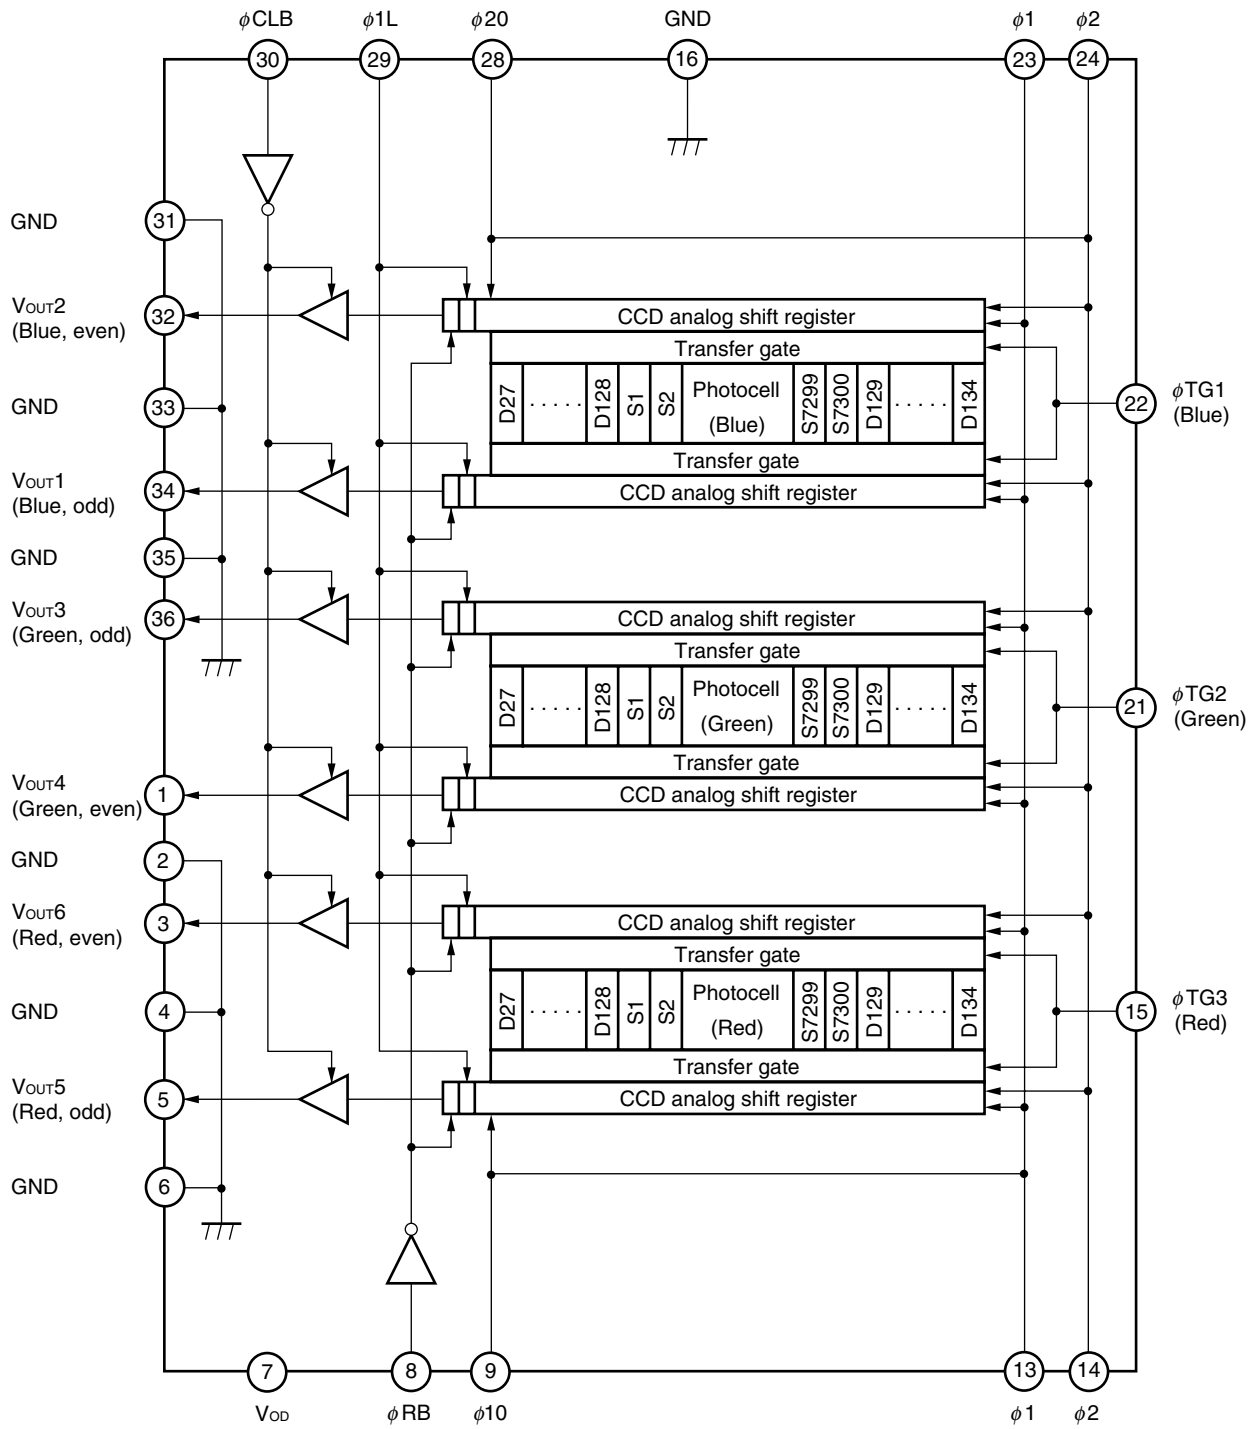 ϕCLB ϕ1L ϕ20 GND ϕ1 ϕ2
30 29 28 16 23 24
GND 31
VOUT2
(Blue, even)
32
CCD analog shift register
Transfer gate
D27 ..... D128 S1 S2 Photocell
(Blue) S7299 S7300 D129 ..... D134
GND 33
22 ϕTG1
(Blue)
Transfer gate
VOUT1
(Blue, odd)
34
CCD analog shift register
GND 35
VOUT3
(Green, odd)
36
CCD analog shift register
Transfer gate
D27 ..... D128 S1 S2 Photocell
(Green) S7299 S7300 D129 ..... D134
21 ϕTG2
(Green)
Transfer gate
VOUT4
(Green, even)
1
CCD analog shift register
GND 2
VOUT6
(Red, even)
3
CCD analog shift register
Transfer gate
D27 ..... D128 S1 S2 Photocell
(Red) S7299 S7300 D129 ..... D134
GND 4
15 ϕTG3
(Red)
Transfer gate
VOUT5
(Red, odd)
5
CCD analog shift register
GND 6
7 8 9 13 14
VOD ϕRB ϕ10 ϕ1 ϕ2